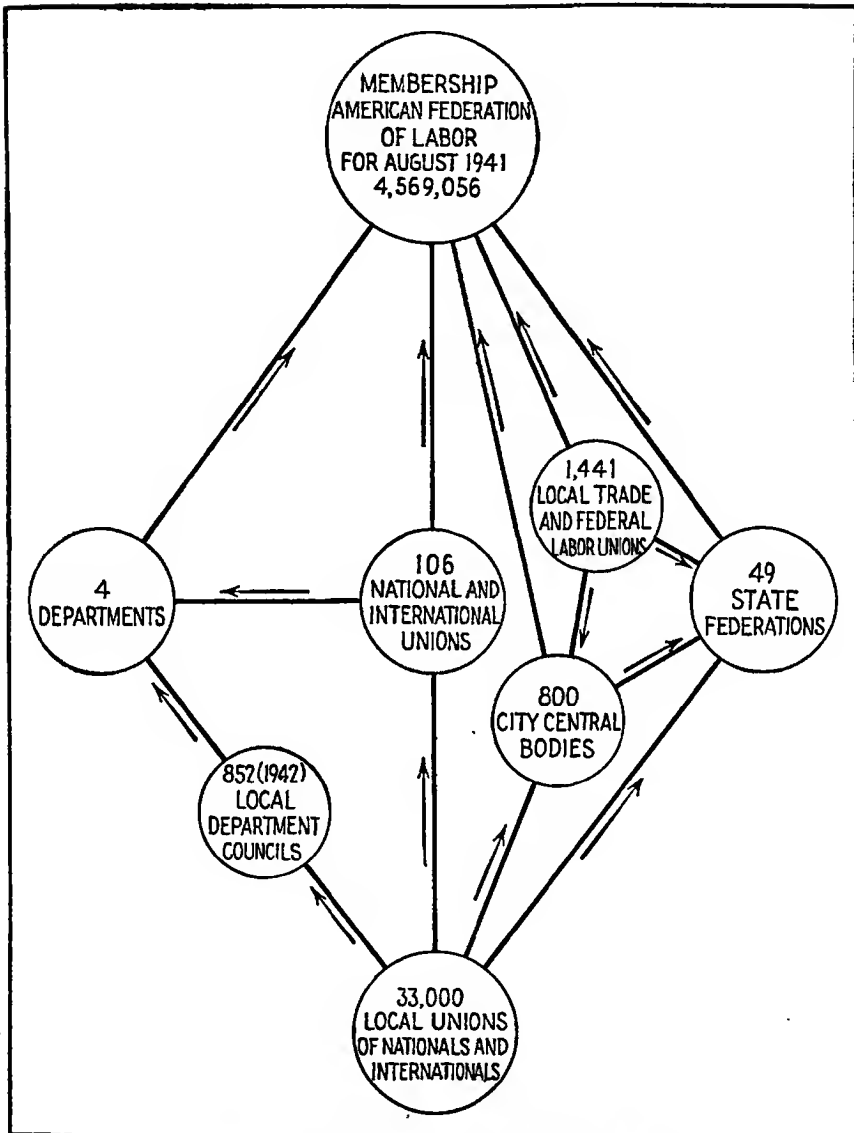 MEMBERSHIP
AMERICAN FEDERATION
OF LABOR
FOR AUGUST 1941
4,569,056
1,441
LOCAL TRADE
AND FEDERAL
LABOR UNIONS
4
DEPARTMENTS
106
NATIONAL AND
INTERNATIONAL
UNIONS
49
STATE
FEDERATIONS
800
CITY CENTRAL
BODIES
852(1942)
LOCAL
DEPARTMENT
COUNCILS
33,000
LOCAL UNIONS
OF NATIONALS AND
INTERNATIONALS